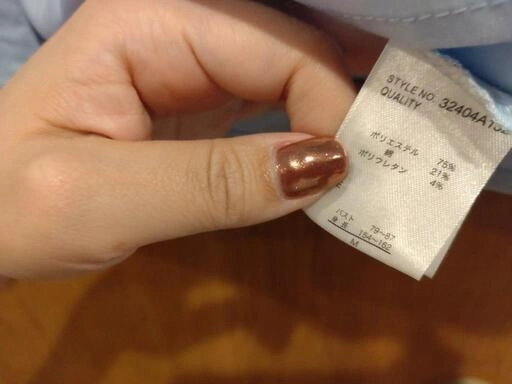 STYLE NO. 32404A132
QUALITY
ポリエステル 75%
綿 21%
ポリウレタン 4%
E
バスト 79~87
身長 154~162
M